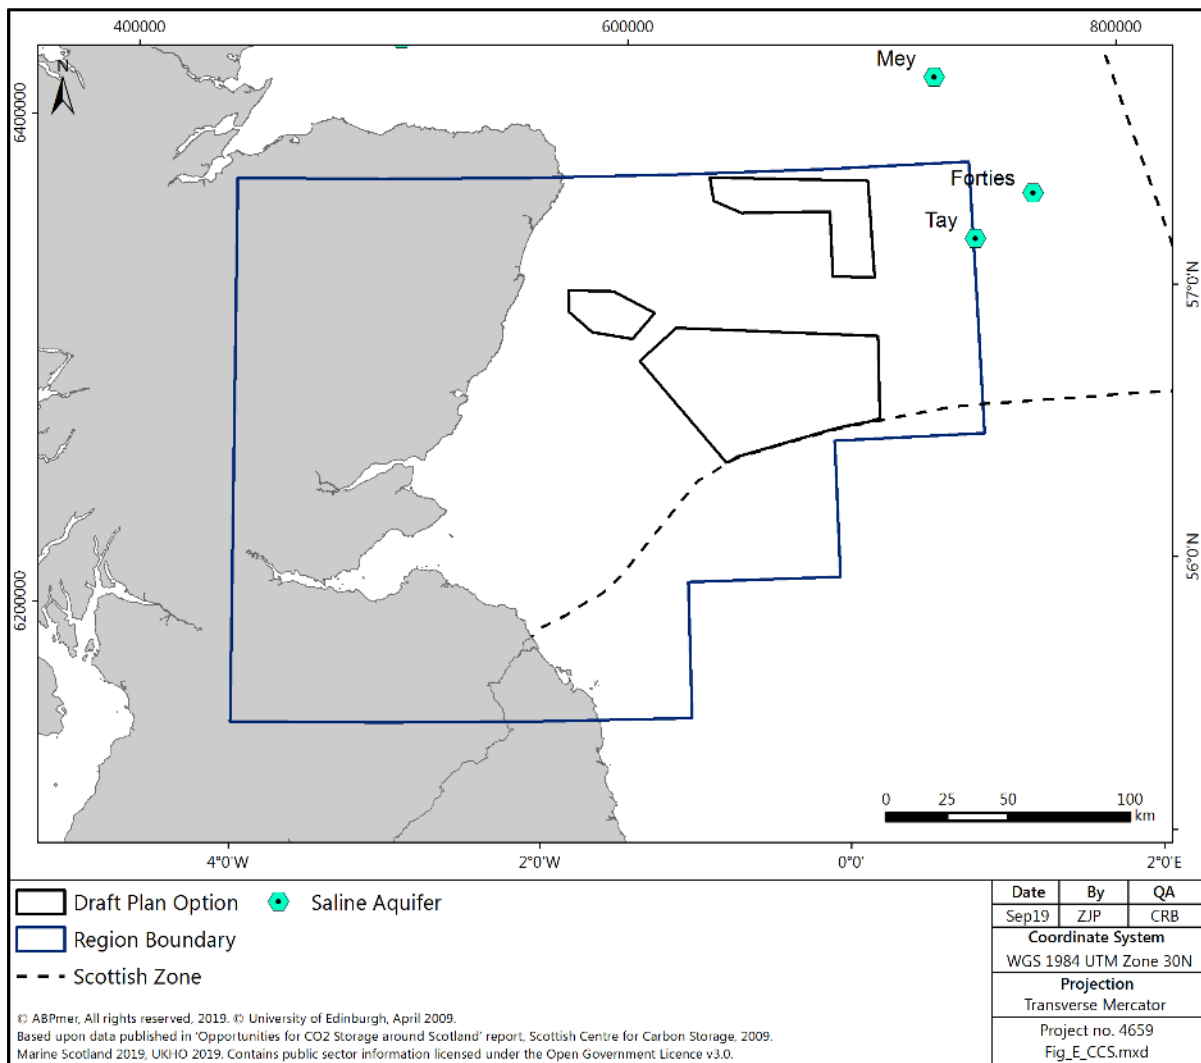 400000 600000 800000
N
Mey
6400000
Forties
Tay
57°0'N
56°0'N
6200000
0 25 50 100
km
4°0'W 2°0'W 0°0' 2°0'E
Draft Plan Option Saline Aquifer
Region Boundary
Scottish Zone
© ABPmer, All rights reserved, 2019. © University of Edinburgh, April 2009.
Based upon data published in 'Opportunities for CO2 Storage around Scotland' report, Scottish Centre for Carbon Storage, 2009.
Marine Scotland 2019, UKHO 2019. Contains public sector information licensed under the Open Government Licence v3.0.
Date By QA
Sep19 ZJP CRB
Coordinate System
WGS 1984 UTM Zone 30N
Projection
Transverse Mercator
Project no. 4659
Fig_E_CCS.mxd